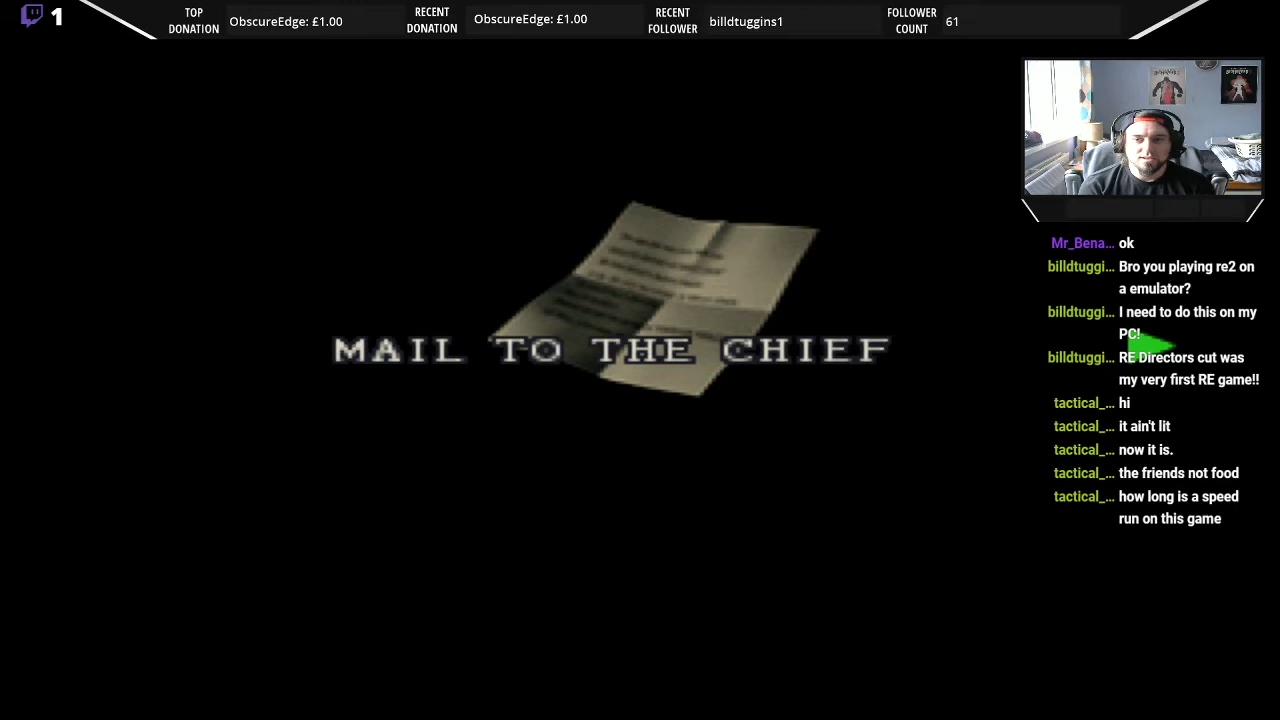 1
TOP DONATION
ObscureEdge: £1.00
RECENT DONATION
ObscureEdge: £1.00
RECENT FOLLOWER
billdtuggins1
FOLLOWER COUNT
61
MAIL TO THE CHIEF
Mr_Bena... ok
billdtuggi... Bro you playing re2 on
a emulator?
billdtuggi... I need to do this on my
PC!
billdtuggi... RE Directors cut was
my very first RE game!!
tactical_... hi
tactical_... it ain't lit
tactical_... now it is.
tactical_... the friends not food
tactical_... how long is a speed
run on this game